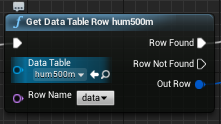 f Get Data Table Row hum500m
Row Found
Data Table
hum500m
Row Not Found
Out Row
Row Name data